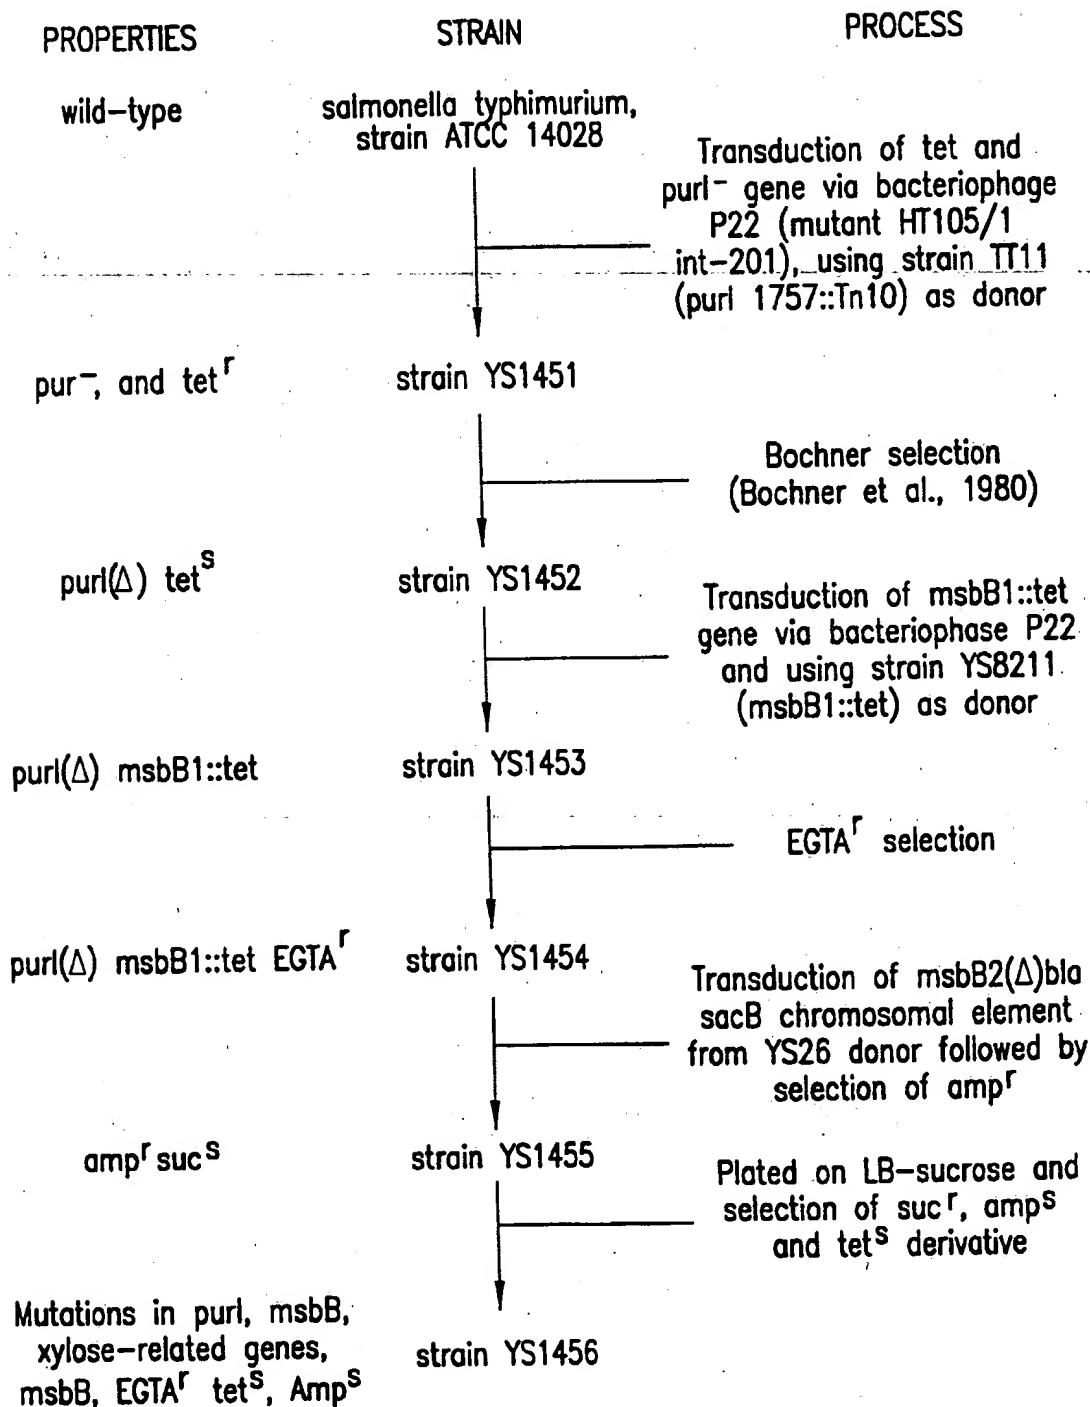 PROPERTIES
STRAIN
PROCESS
wild-type
salmonella typhimurium,
strain ATCC 14028
Transduction of tet and
purI⁻ gene via bacteriophage
P22 (mutant HT105/1
int-201), using strain TT11
(purI 1757::Tn10) as donor
pur⁻, and tetʳ
strain YS1451
Bochner selection
(Bochner et al., 1980)
purI(Δ) tetˢ
strain YS1452
Transduction of msbB1::tet
gene via bacteriophase P22
and using strain YS8211
(msbB1::tet) as donor
purI(Δ) msbB1::tet
strain YS1453
EGTAʳ selection
purI(Δ) msbB1::tet EGTAʳ
strain YS1454
Transduction of msbB2(Δ)bla
sacB chromosomal element
from YS26 donor followed by
selection of ampʳ
ampʳ sucˢ
strain YS1455
Plated on LB-sucrose and
selection of sucʳ, ampˢ
and tetˢ derivative
Mutations in purI, msbB,
xylose-related genes,
msbB, EGTAʳ tetˢ, Ampˢ
strain YS1456